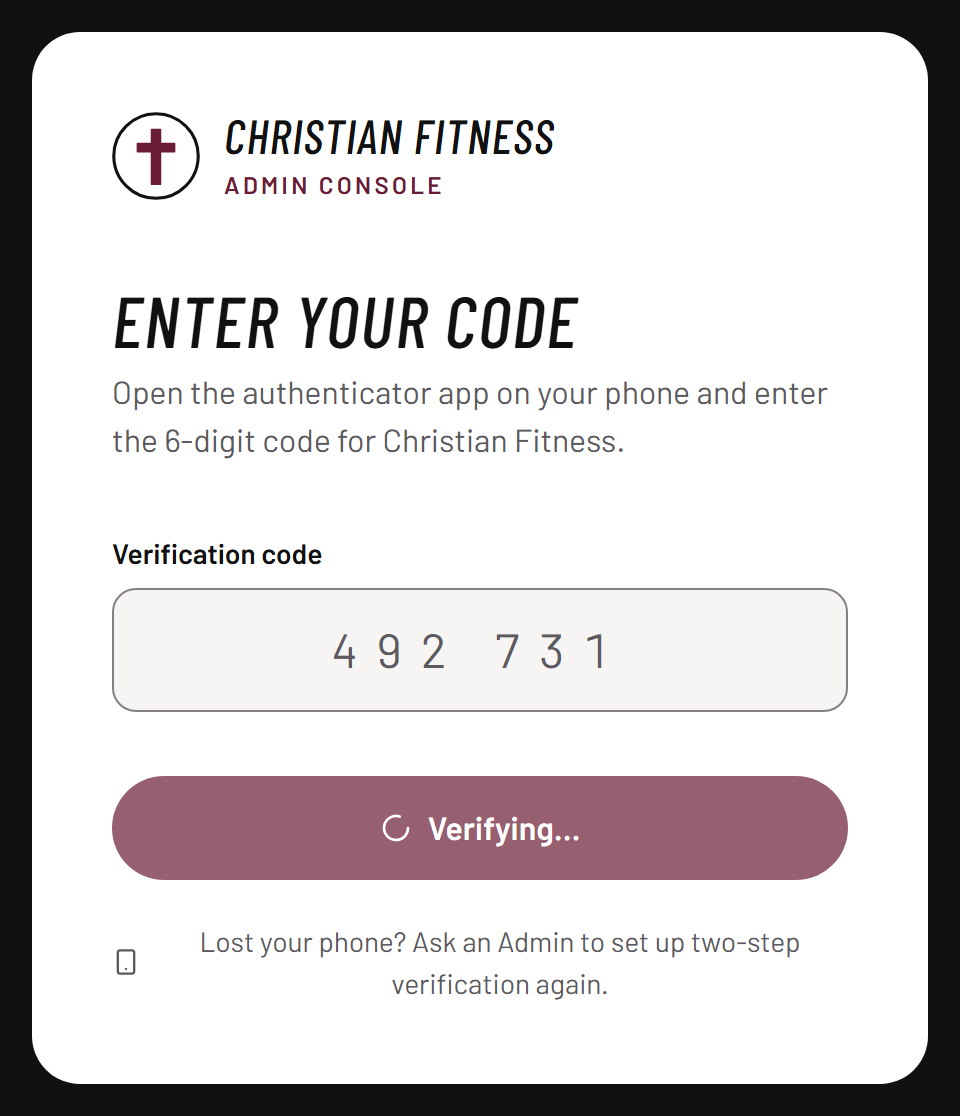 CHRISTIAN FITNESS
ADMIN CONSOLE
ENTER YOUR CODE
Open the authenticator app on your phone and enter
the 6-digit code for Christian Fitness.
Verification code
492 731
Verifying...
Lost your phone? Ask an Admin to set up two-step
verification again.